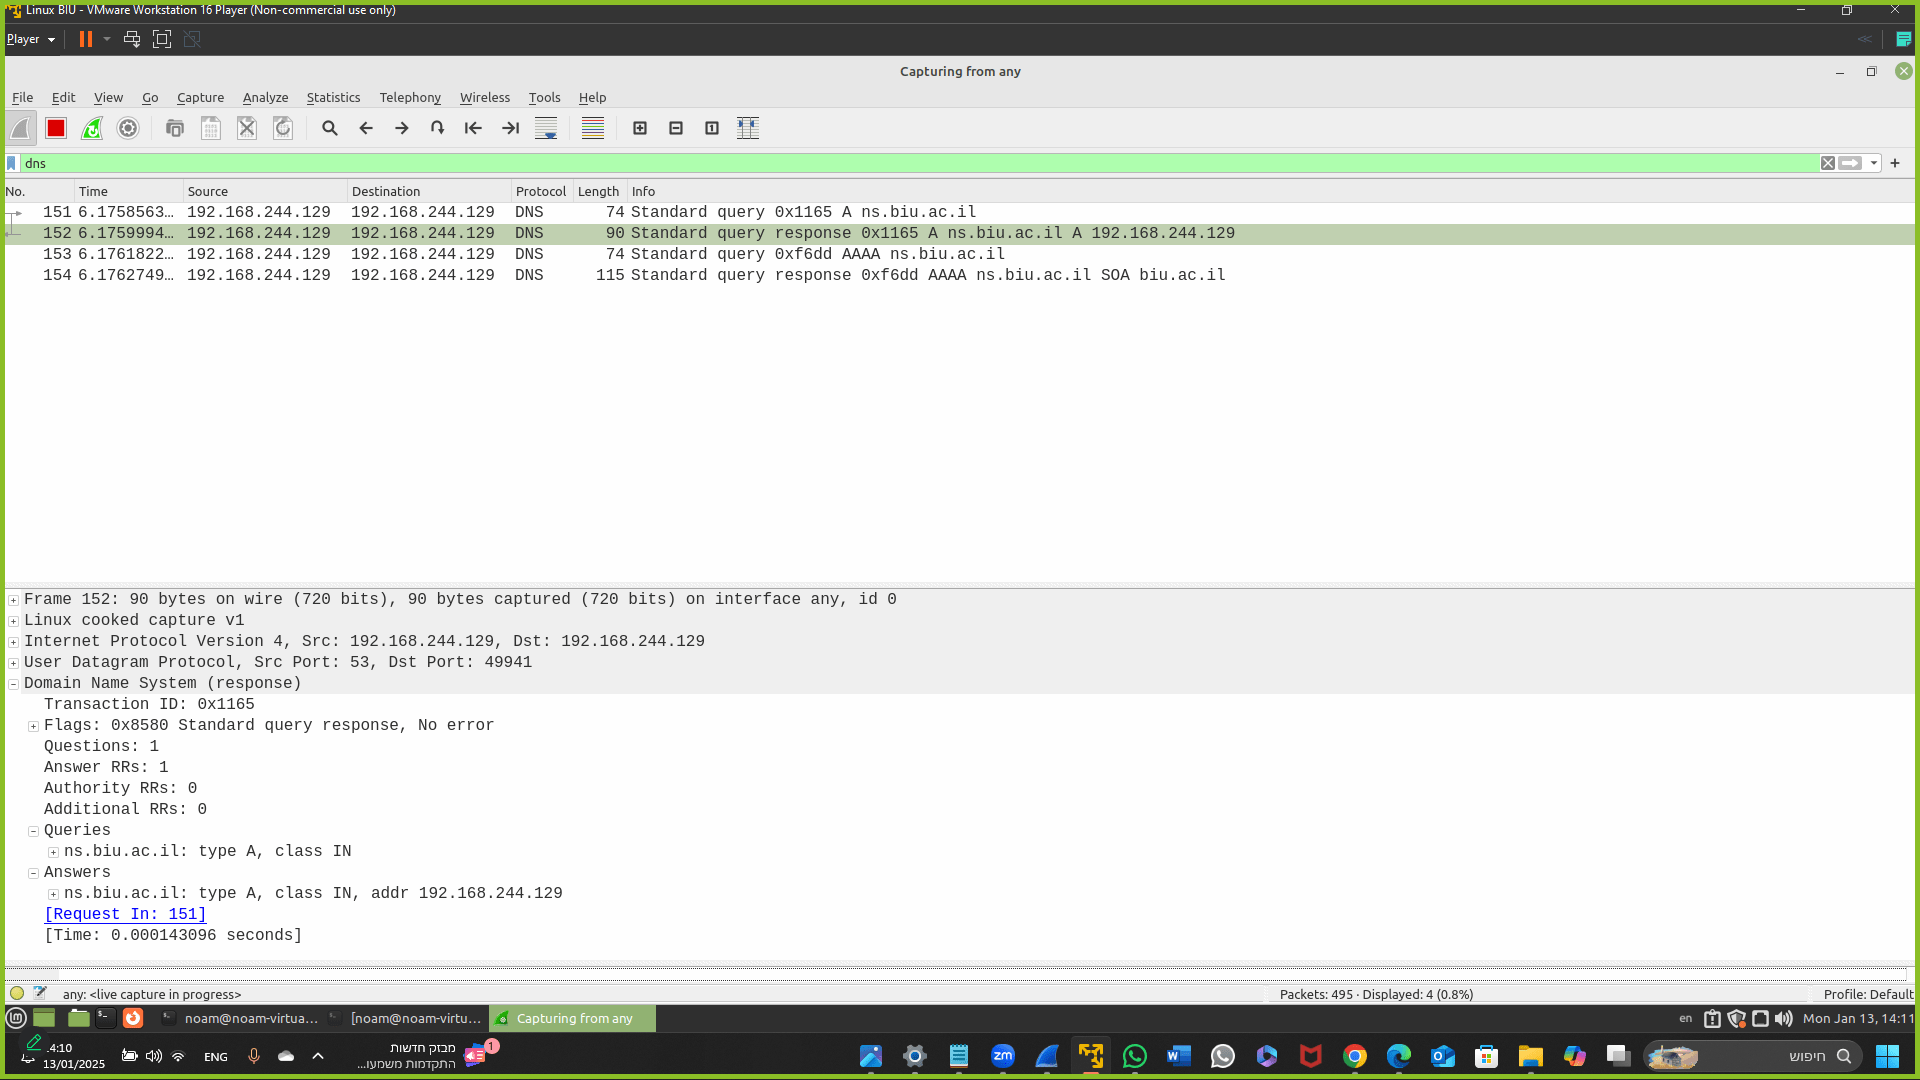 Linux BIU - VMware Workstation 16 Player (Non-commercial use only)
Player
Capturing from any
File Edit View Go Capture Analyze Statistics Telephony Wireless Tools Help
dns
No. Time Source Destination Protocol Length Info
151 6.1758563… 192.168.244.129 192.168.244.129 DNS 74 Standard query 0x1165 A ns.biu.ac.il
152 6.1759994… 192.168.244.129 192.168.244.129 DNS 90 Standard query response 0x1165 A ns.biu.ac.il A 192.168.244.129
153 6.1761822… 192.168.244.129 192.168.244.129 DNS 74 Standard query 0xf6dd AAAA ns.biu.ac.il
154 6.1762749… 192.168.244.129 192.168.244.129 DNS 115 Standard query response 0xf6dd AAAA ns.biu.ac.il SOA biu.ac.il
Frame 152: 90 bytes on wire (720 bits), 90 bytes captured (720 bits) on interface any, id 0
Linux cooked capture v1
Internet Protocol Version 4, Src: 192.168.244.129, Dst: 192.168.244.129
User Datagram Protocol, Src Port: 53, Dst Port: 49941
Domain Name System (response)
Transaction ID: 0x1165
Flags: 0x8580 Standard query response, No error
Questions: 1
Answer RRs: 1
Authority RRs: 0
Additional RRs: 0
Queries
ns.biu.ac.il: type A, class IN
Answers
ns.biu.ac.il: type A, class IN, addr 192.168.244.129
[Request In: 151]
[Time: 0.000143096 seconds]
any: <live capture in progress> Packets: 495 · Displayed: 4 (0.8%) Profile: Default
noam@noam-virtua… [noam@noam-virtu… Capturing from any en Mon Jan 13, 14:11
4:10 ENG מבזק חדשות 1 חיפוש
13/01/2025 התקדמות משמעו...